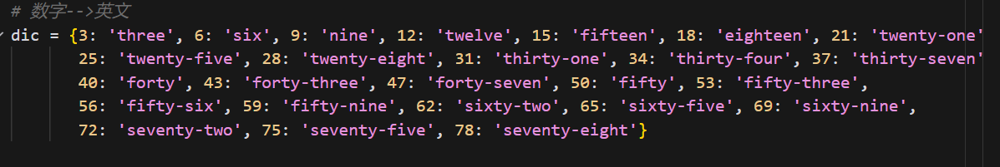 # 数字-->英文
dic = {3: 'three', 6: 'six', 9: 'nine', 12: 'twelve', 15: 'fifteen', 18: 'eighteen', 21: 'twenty-one'
25: 'twenty-five', 28: 'twenty-eight', 31: 'thirty-one', 34: 'thirty-four', 37: 'thirty-seven'
40: 'forty', 43: 'forty-three', 47: 'forty-seven', 50: 'fifty', 53: 'fifty-three',
56: 'fifty-six', 59: 'fifty-nine', 62: 'sixty-two', 65: 'sixty-five', 69: 'sixty-nine',
72: 'seventy-two', 75: 'seventy-five', 78: 'seventy-eight'}